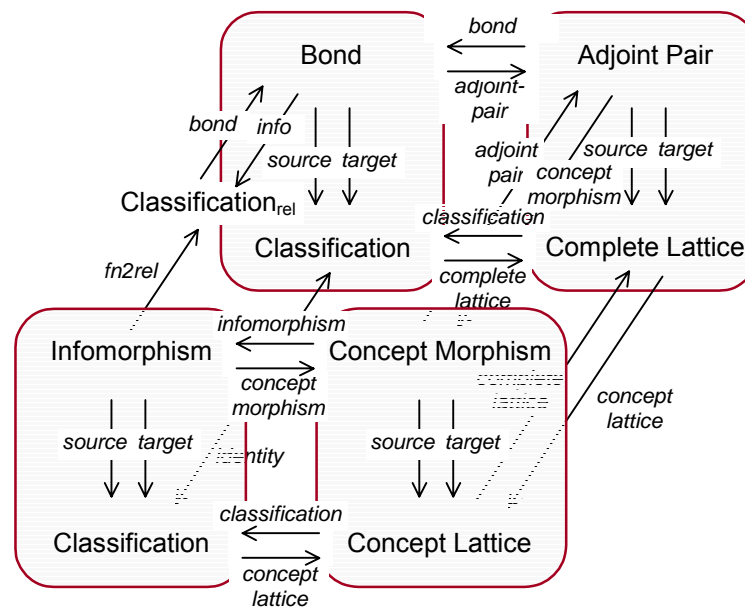 bond
Bond
Adjoint Pair
adjoint-
pair
bond
info
source
target
adjoint
pair
concept
morphism
source
target
Classificationrel
classification
Classification
Complete Lattice
complete
lattice
fn2rel
infomorphism
Infomorphism
Concept Morphism
concept
morphism
complete
lattice
concept
lattice
source
target
identity
source
target
classification
Classification
Concept Lattice
concept
lattice